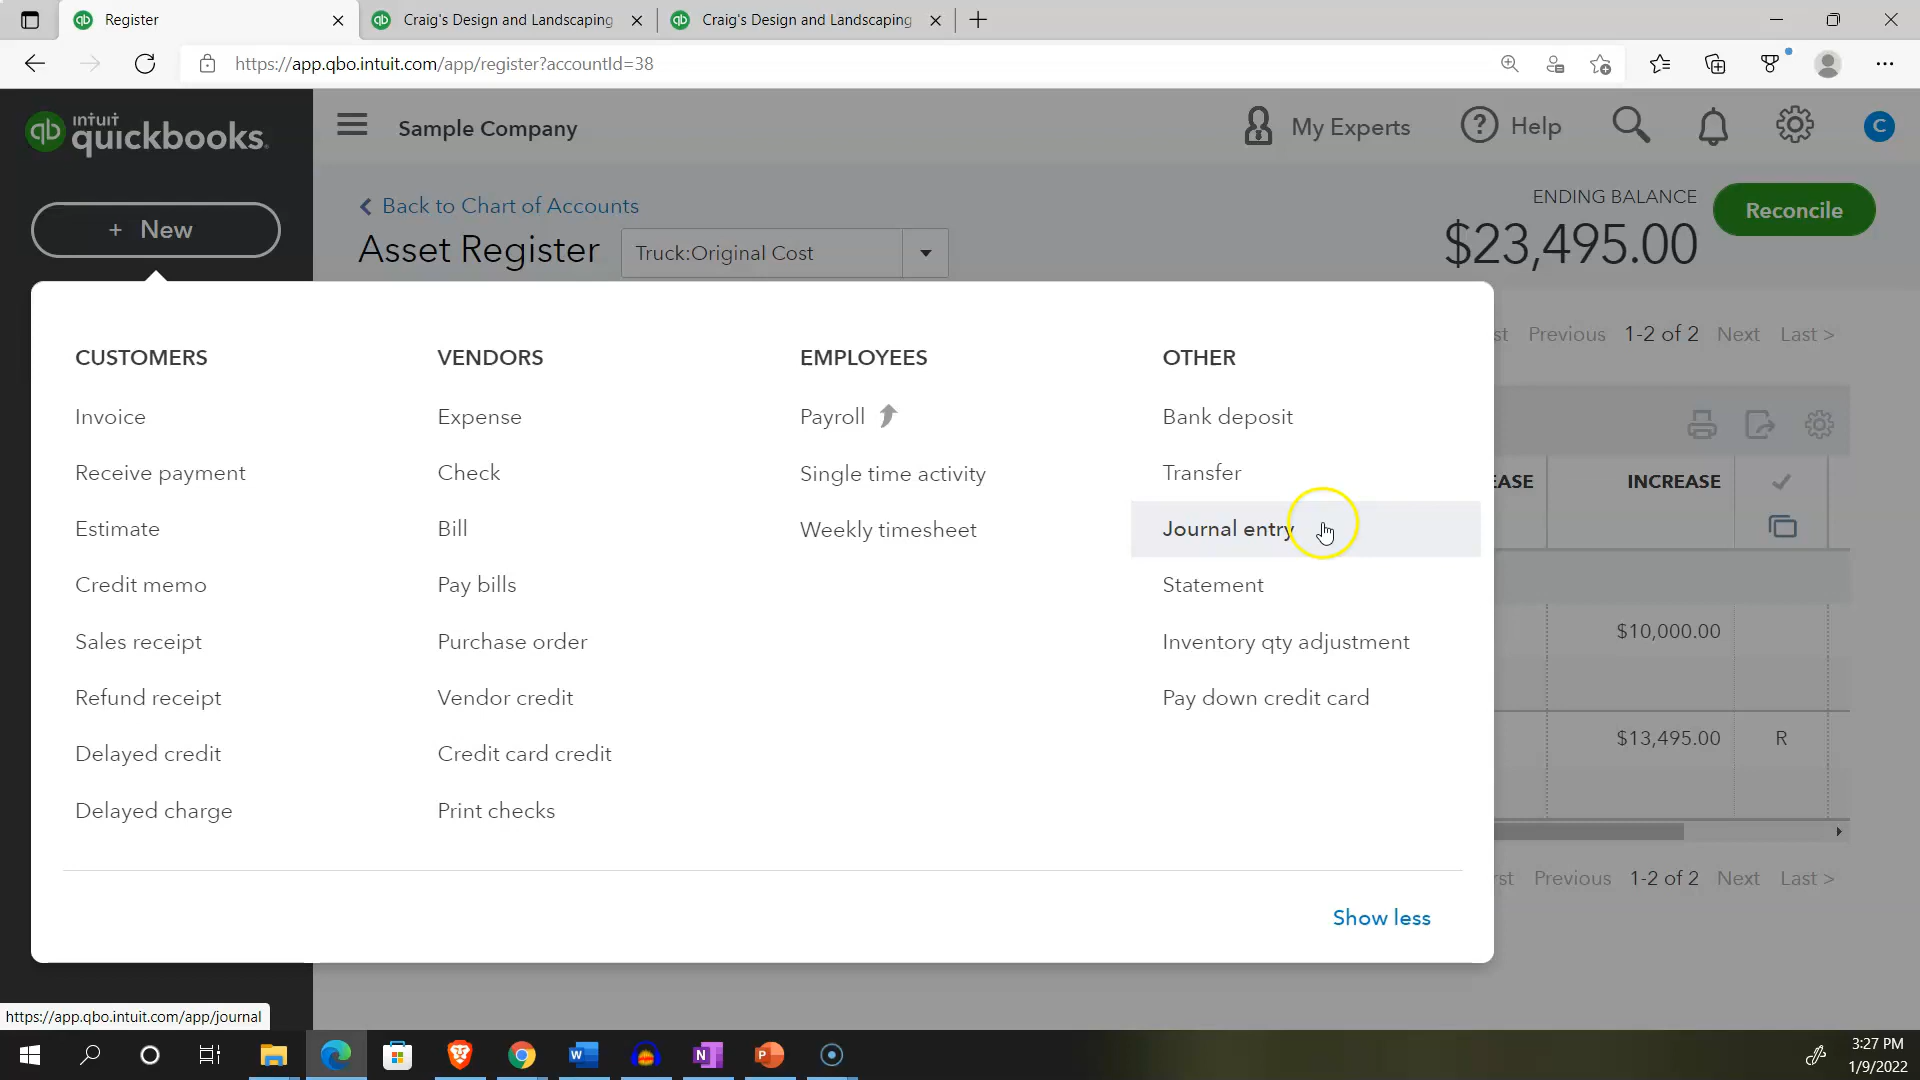 Register
Craig's Design and Landscaping
Craig's Design and Landscaping
https://app.qbo.intuit.com/app/register?accountId=38
intuit
quickbooks.
Sample Company
My Experts
Help
C
+ New
Back to Chart of Accounts
ENDING BALANCE
Reconcile
Asset Register
Truck:Original Cost
$23,495.00
CUSTOMERS
Invoice
Receive payment
Estimate
Credit memo
Sales receipt
Refund receipt
Delayed credit
Delayed charge
VENDORS
Expense
Check
Bill
Pay bills
Purchase order
Vendor credit
Credit card credit
Print checks
EMPLOYEES
Payroll
Single time activity
Weekly timesheet
OTHER
Bank deposit
Transfer
Journal entry
Statement
Inventory qty adjustment
Pay down credit card
Show less
st Previous 1-2 of 2 Next Last >
EASE INCREASE
$10,000.00
$13,495.00 R
rst Previous 1-2 of 2 Next Last >
https://app.qbo.intuit.com/app/journal
3:27 PM
1/9/2022